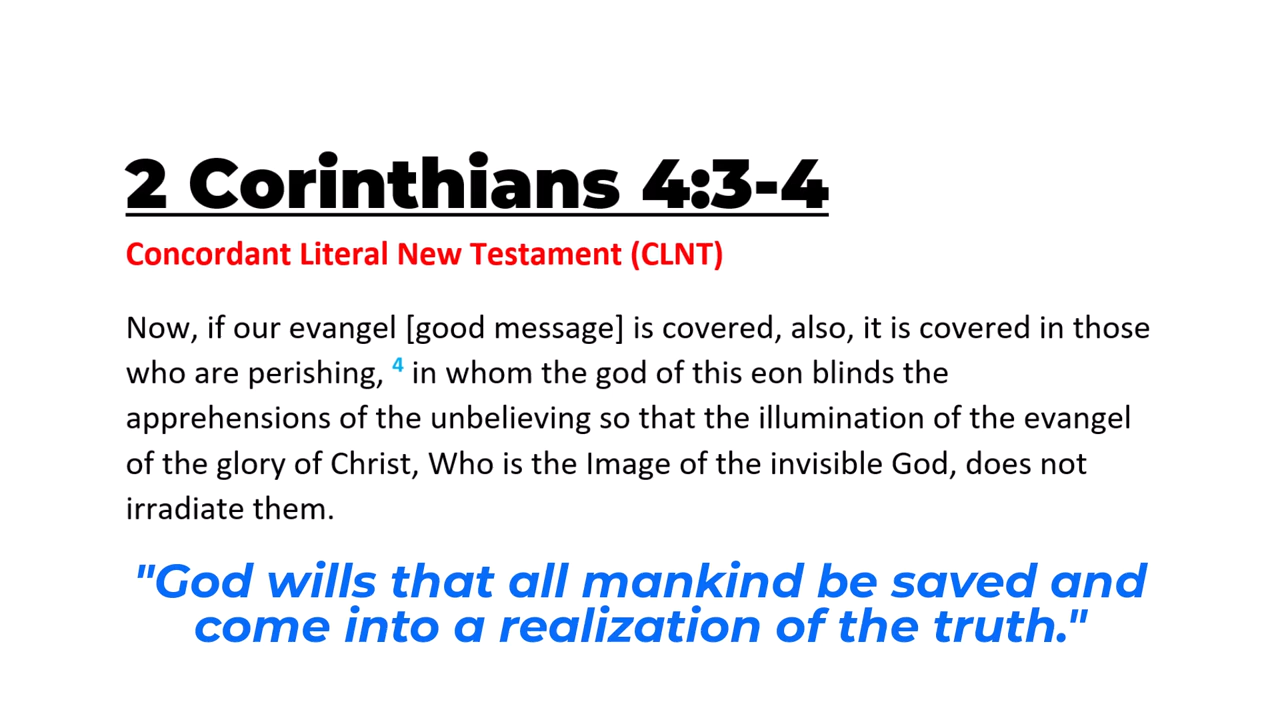 2 Corinthians 4:3-4
Concordant Literal New Testament (CLNT)
Now, if our evangel [good message] is covered, also, it is covered in those
who are perishing, 4 in whom the god of this eon blinds the
apprehensions of the unbelieving so that the illumination of the evangel
of the glory of Christ, Who is the Image of the invisible God, does not
irradiate them.
"God wills that all mankind be saved and
come into a realization of the truth."